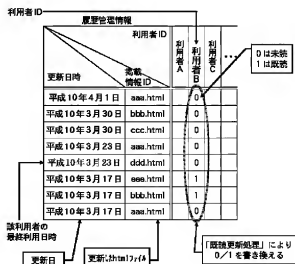 利用者ID
履歴管理情報
利用者ID
利用者A
利用者B
利用者C
0は未読
1は既読
掲載情報
更新日時
平成10年4月1日 aaa.html 0
平成10年3月30日 bbb.html 0
平成10年3月30日 ccc.html 0
平成10年3月23日 aaa.html 0
平成10年3月23日 ddd.html 0
平成10年3月17日 eee.html 1
平成10年3月17日 bbb.html 1
平成10年3月17日 aaa.html 0
該利用者の
最終利用日時
更新日
更新したhtmlファイル
「既読更新処理」により
0/1を書き換える